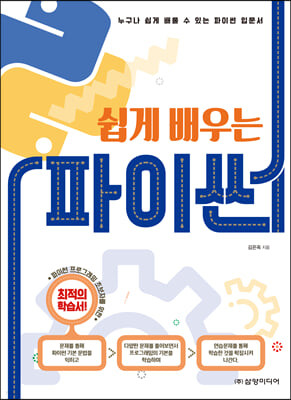 누구나 쉽게 배울 수 있는 파이썬 입문서
쉽게 배우는
파이썬
김은옥 지음
파이썬 프로그래밍 초보자를 위한
최적의
학습서!
문제를 통해
파이썬 기본 문법을
익히고
다양한 문제를 풀어보면서
프로그래밍의 기본을
학습하며
연습문제를 통해
학습한 것을 확장시켜
나간다.
(주) 삼양미디어